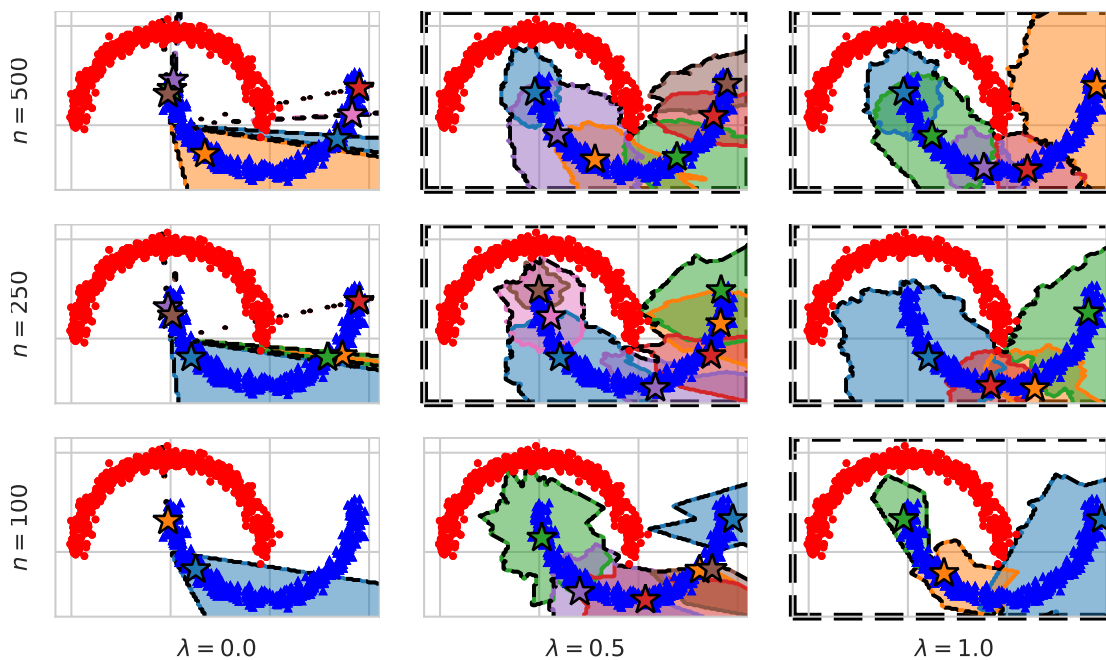 n = 500
n = 250
n = 100
λ = 0.0
λ = 0.5
λ = 1.0